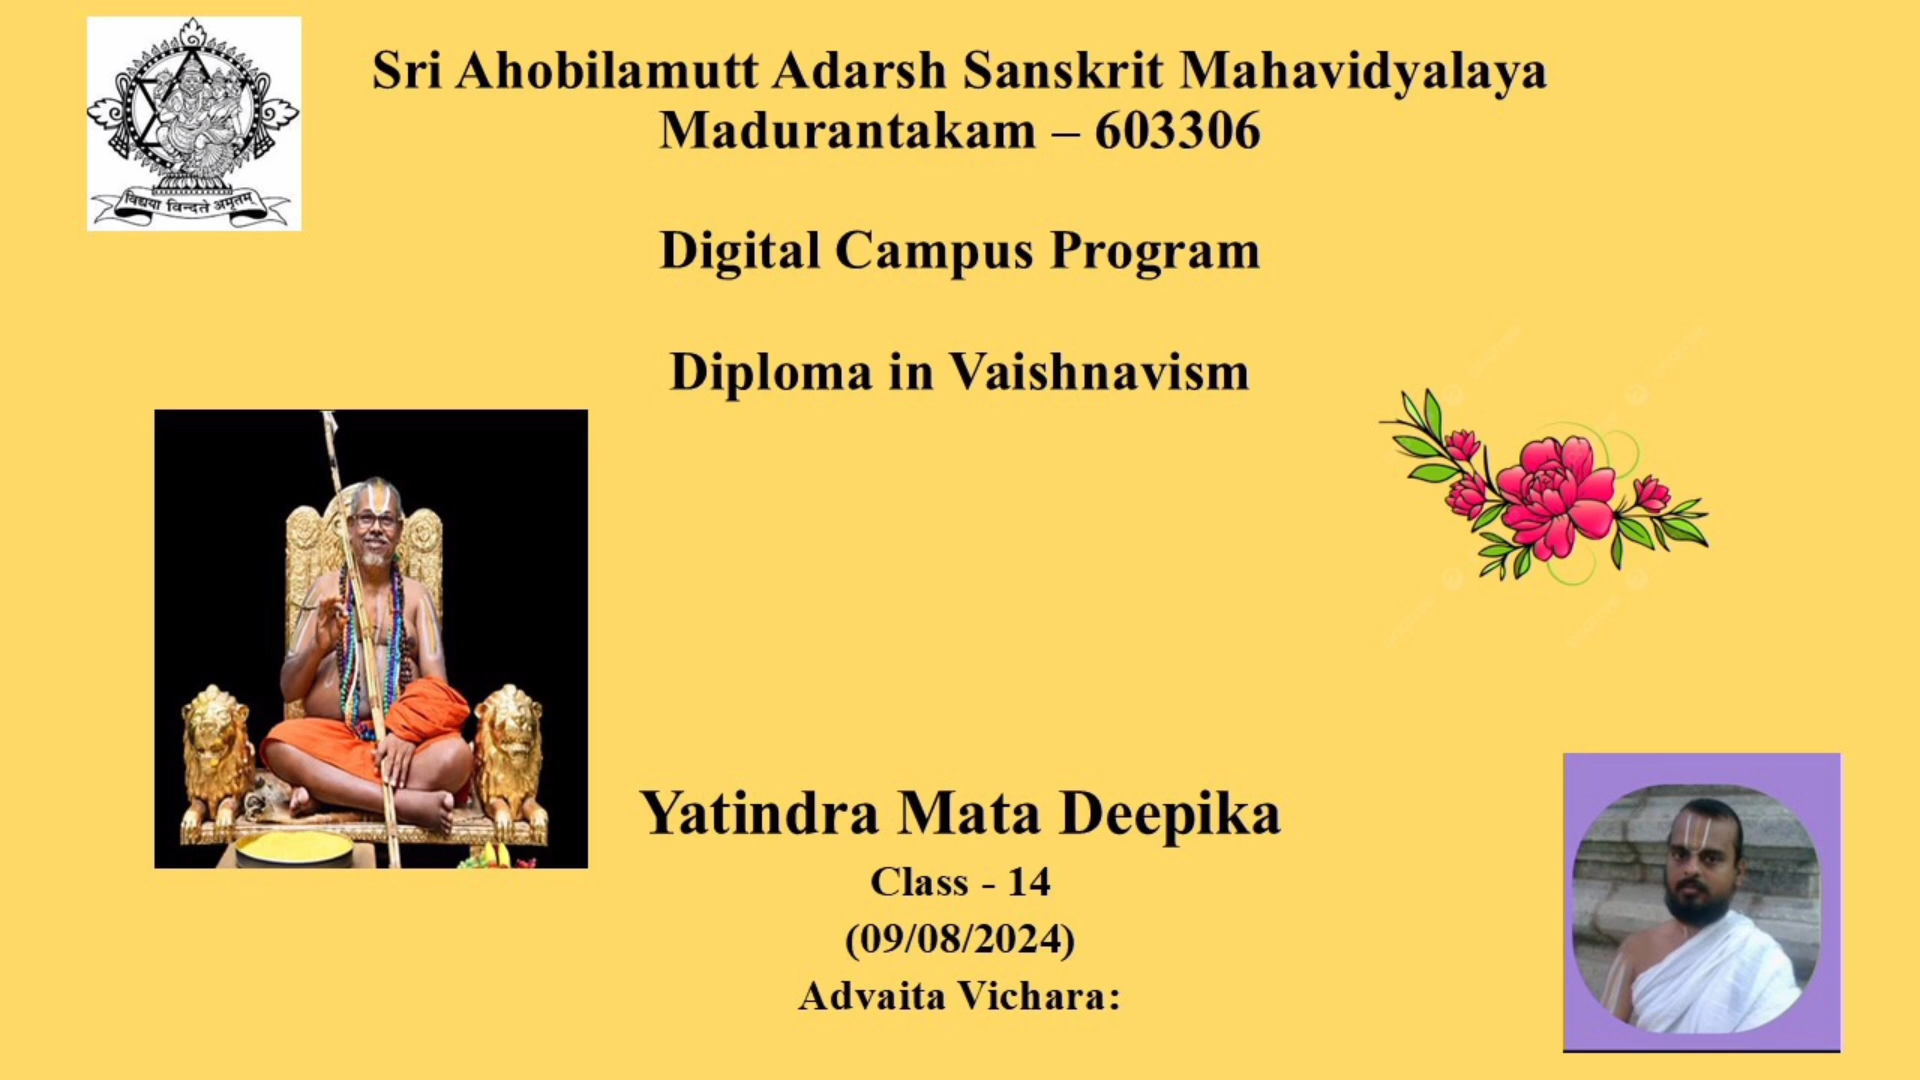 Sri Ahobilamutt Adarsh Sanskrit Mahavidyalaya
Madurantakam – 603306
विद्यया विन्दते अमृतम्
Digital Campus Program
Diploma in Vaishnavism
Yatindra Mata Deepika
Class - 14
(09/08/2024)
Advaita Vichara: